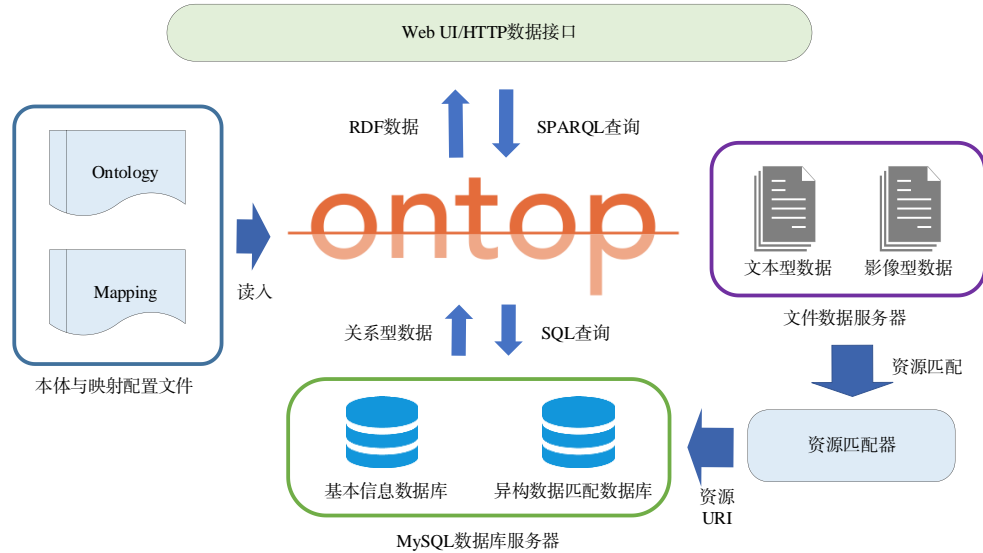 Web UI/HTTP数据接口
RDF数据
SPARQL查询
Ontology
Mapping
本体与映射配置文件
读入
ontop
文本型数据
影像型数据
文件数据服务器
关系型数据
SQL查询
资源匹配
资源匹配器
资源
URI
基本信息数据库
异构数据匹配数据库
MySQL数据库服务器